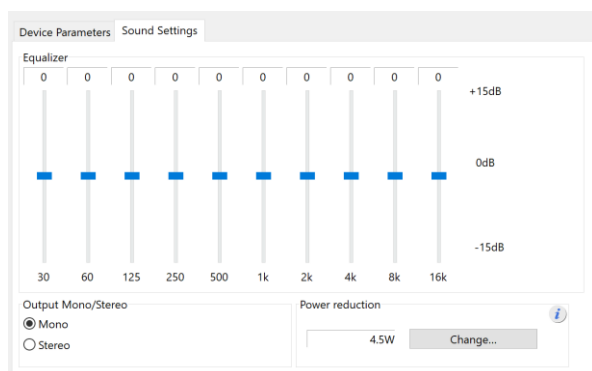 Device Parameters Sound Settings
Equalizer
0 0 0 0 0 0 0 0 0 0
+15dB
0dB
-15dB
30 60 125 250 500 1k 2k 4k 8k 16k
Output Mono/Stereo Power reduction
i
Mono
4.5W Change...
Stereo